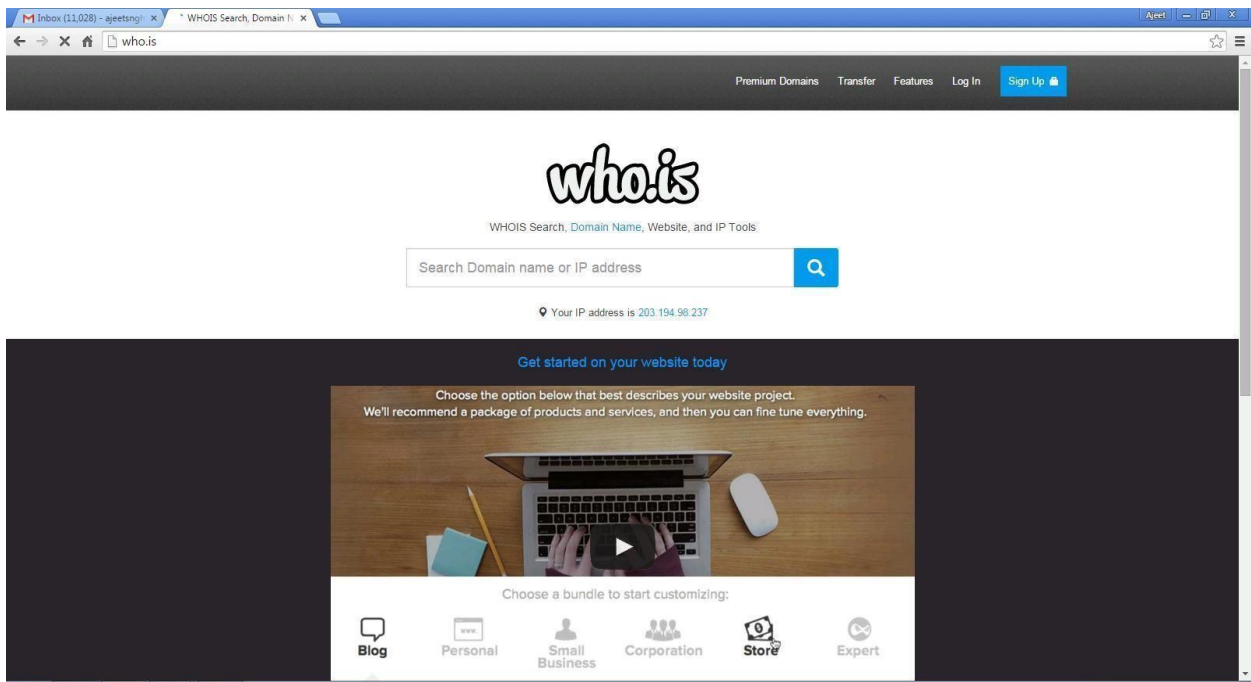 Inbox (11,028) - ajeetsngh
WHOIS Search, Domain N
Ajeet
who.is
Premium Domains Transfer Features Log In Sign Up
who.is
WHOIS Search, Domain Name, Website, and IP Tools
Search Domain name or IP address
Your IP address is 203.194.98.237
Get started on your website today
Choose the option below that best describes your website project.
We'll recommend a package of products and services, and then you can fine tune everything.
Choose a bundle to start customizing:
www.
Blog Personal Small Business Corporation Store Expert